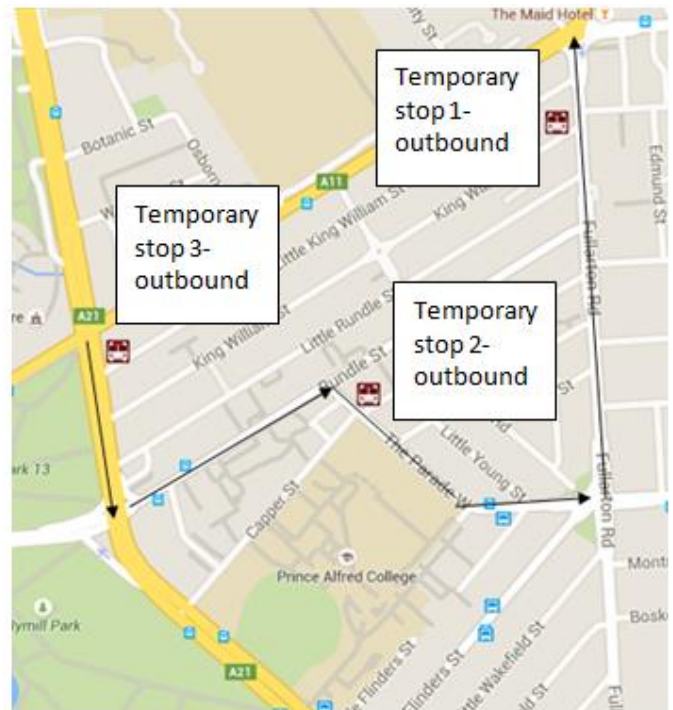 The Maid Hotel
Temporary
stop 1-
outbound
Botanic St
A11
Edmund St
Temporary
stop 3-
outbound
Little King William St
King
Fullarton Rd
A21
King William St
Little Rundle St
Temporary
stop 2-
outbound
Rundle St
Little Young St
The Parade W
Capper St
Fullarton Rd
Prince Alfred College
A21
Flinders St
Flinders St
Wakefield St